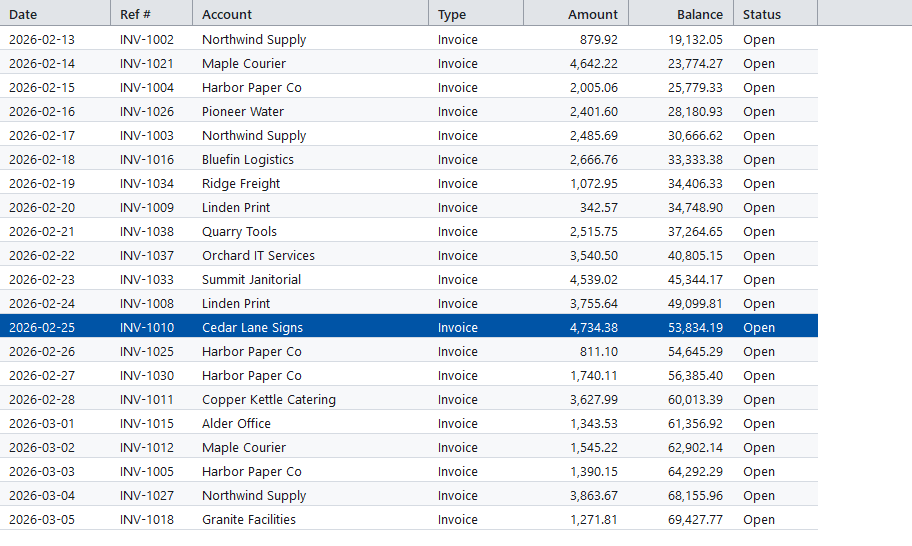 Date Ref # Account Type Amount Balance Status
2026-02-13 INV-1002 Northwind Supply Invoice 879.92 19,132.05 Open
2026-02-14 INV-1021 Maple Courier Invoice 4,642.22 23,774.27 Open
2026-02-15 INV-1004 Harbor Paper Co Invoice 2,005.06 25,779.33 Open
2026-02-16 INV-1026 Pioneer Water Invoice 2,401.60 28,180.93 Open
2026-02-17 INV-1003 Northwind Supply Invoice 2,485.69 30,666.62 Open
2026-02-18 INV-1016 Bluefin Logistics Invoice 2,666.76 33,333.38 Open
2026-02-19 INV-1034 Ridge Freight Invoice 1,072.95 34,406.33 Open
2026-02-20 INV-1009 Linden Print Invoice 342.57 34,748.90 Open
2026-02-21 INV-1038 Quarry Tools Invoice 2,515.75 37,264.65 Open
2026-02-22 INV-1037 Orchard IT Services Invoice 3,540.50 40,805.15 Open
2026-02-23 INV-1033 Summit Janitorial Invoice 4,539.02 45,344.17 Open
2026-02-24 INV-1008 Linden Print Invoice 3,755.64 49,099.81 Open
2026-02-25 INV-1010 Cedar Lane Signs Invoice 4,734.38 53,834.19 Open
2026-02-26 INV-1025 Harbor Paper Co Invoice 811.10 54,645.29 Open
2026-02-27 INV-1030 Harbor Paper Co Invoice 1,740.11 56,385.40 Open
2026-02-28 INV-1011 Copper Kettle Catering Invoice 3,627.99 60,013.39 Open
2026-03-01 INV-1015 Alder Office Invoice 1,343.53 61,356.92 Open
2026-03-02 INV-1012 Maple Courier Invoice 1,545.22 62,902.14 Open
2026-03-03 INV-1005 Harbor Paper Co Invoice 1,390.15 64,292.29 Open
2026-03-04 INV-1027 Northwind Supply Invoice 3,863.67 68,155.96 Open
2026-03-05 INV-1018 Granite Facilities Invoice 1,271.81 69,427.77 Open